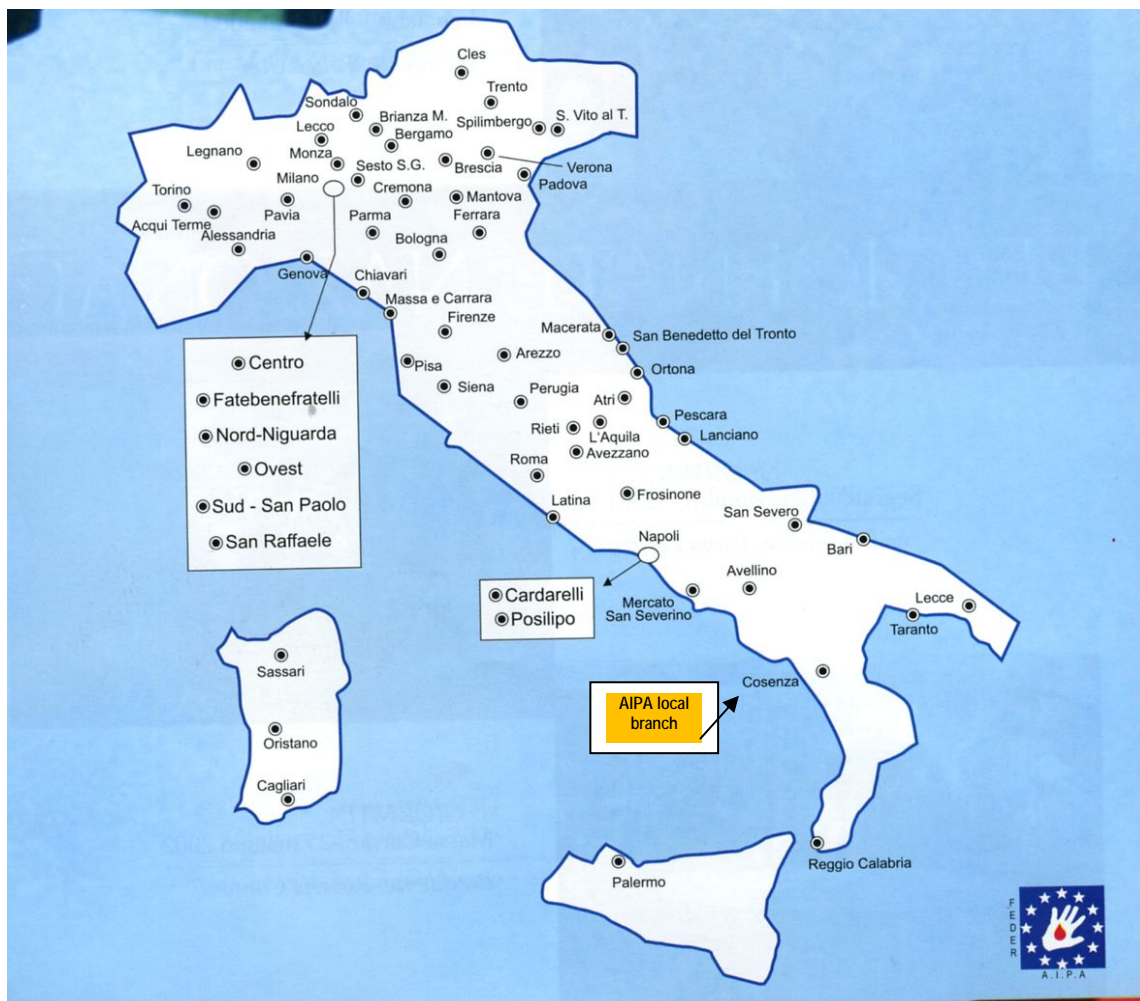 Cles
Trento
Sondalo
Brianza M.
Spilimbergo
S. Vito al T.
Lecco
Bergamo
Legnano
Monza
Sesto S.G.
Brescia
Verona
Milano
Padova
Torino
Cremona
Mantova
Pavia
Parma
Ferrara
Acqui Terme
Alessandria
Bologna
Genova
Chiavari
Massa e Carrara
Firenze
Macerata
San Benedetto del Tronto
Arezzo
Pisa
Ortona
Siena
Perugia
Atri
Pescara
Rieti
L'Aquila
Lanciano
Avezzano
Roma
Frosinone
Latina
San Severo
Napoli
Bari
Avellino
Mercato
San Severino
Lecce
Taranto
Cosenza
Reggio Calabria
Palermo
Sassari
Oristano
Cagliari
Centro
Fatebenefratelli
Nord-Niguarda
Ovest
Sud - San Paolo
San Raffaele
Cardarelli
Posilipo
AIPA local
branch
FEDER
A.I.P.A